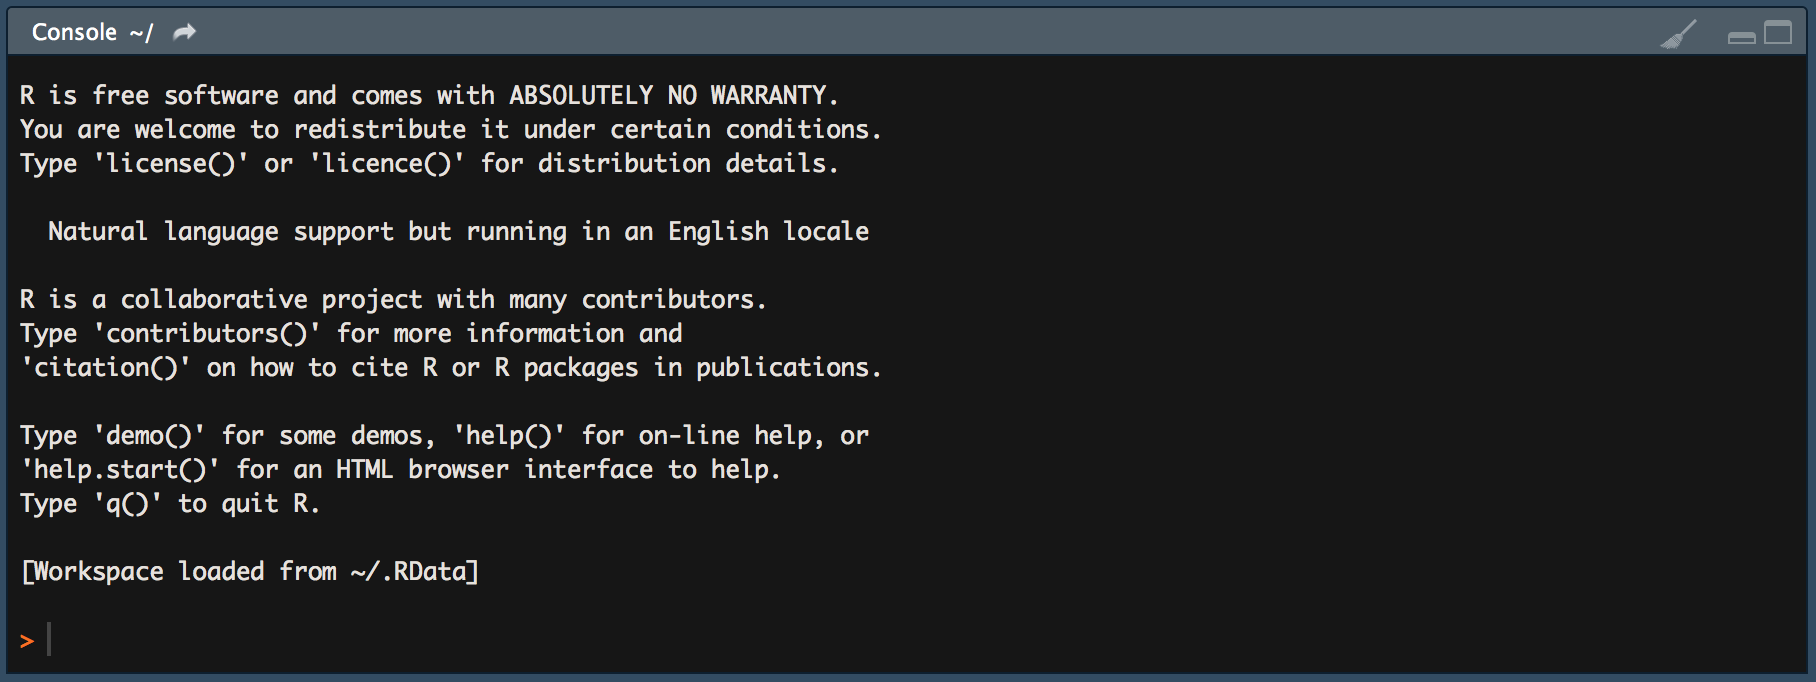 Console ~/
R is free software and comes with ABSOLUTELY NO WARRANTY.
You are welcome to redistribute it under certain conditions.
Type 'license()' or 'licence()' for distribution details.
  Natural language support but running in an English locale
R is a collaborative project with many contributors.
Type 'contributors()' for more information and
'citation()' on how to cite R or R packages in publications.
Type 'demo()' for some demos, 'help()' for on-line help, or
'help.start()' for an HTML browser interface to help.
Type 'q()' to quit R.
[Workspace loaded from ~/.RData]
>